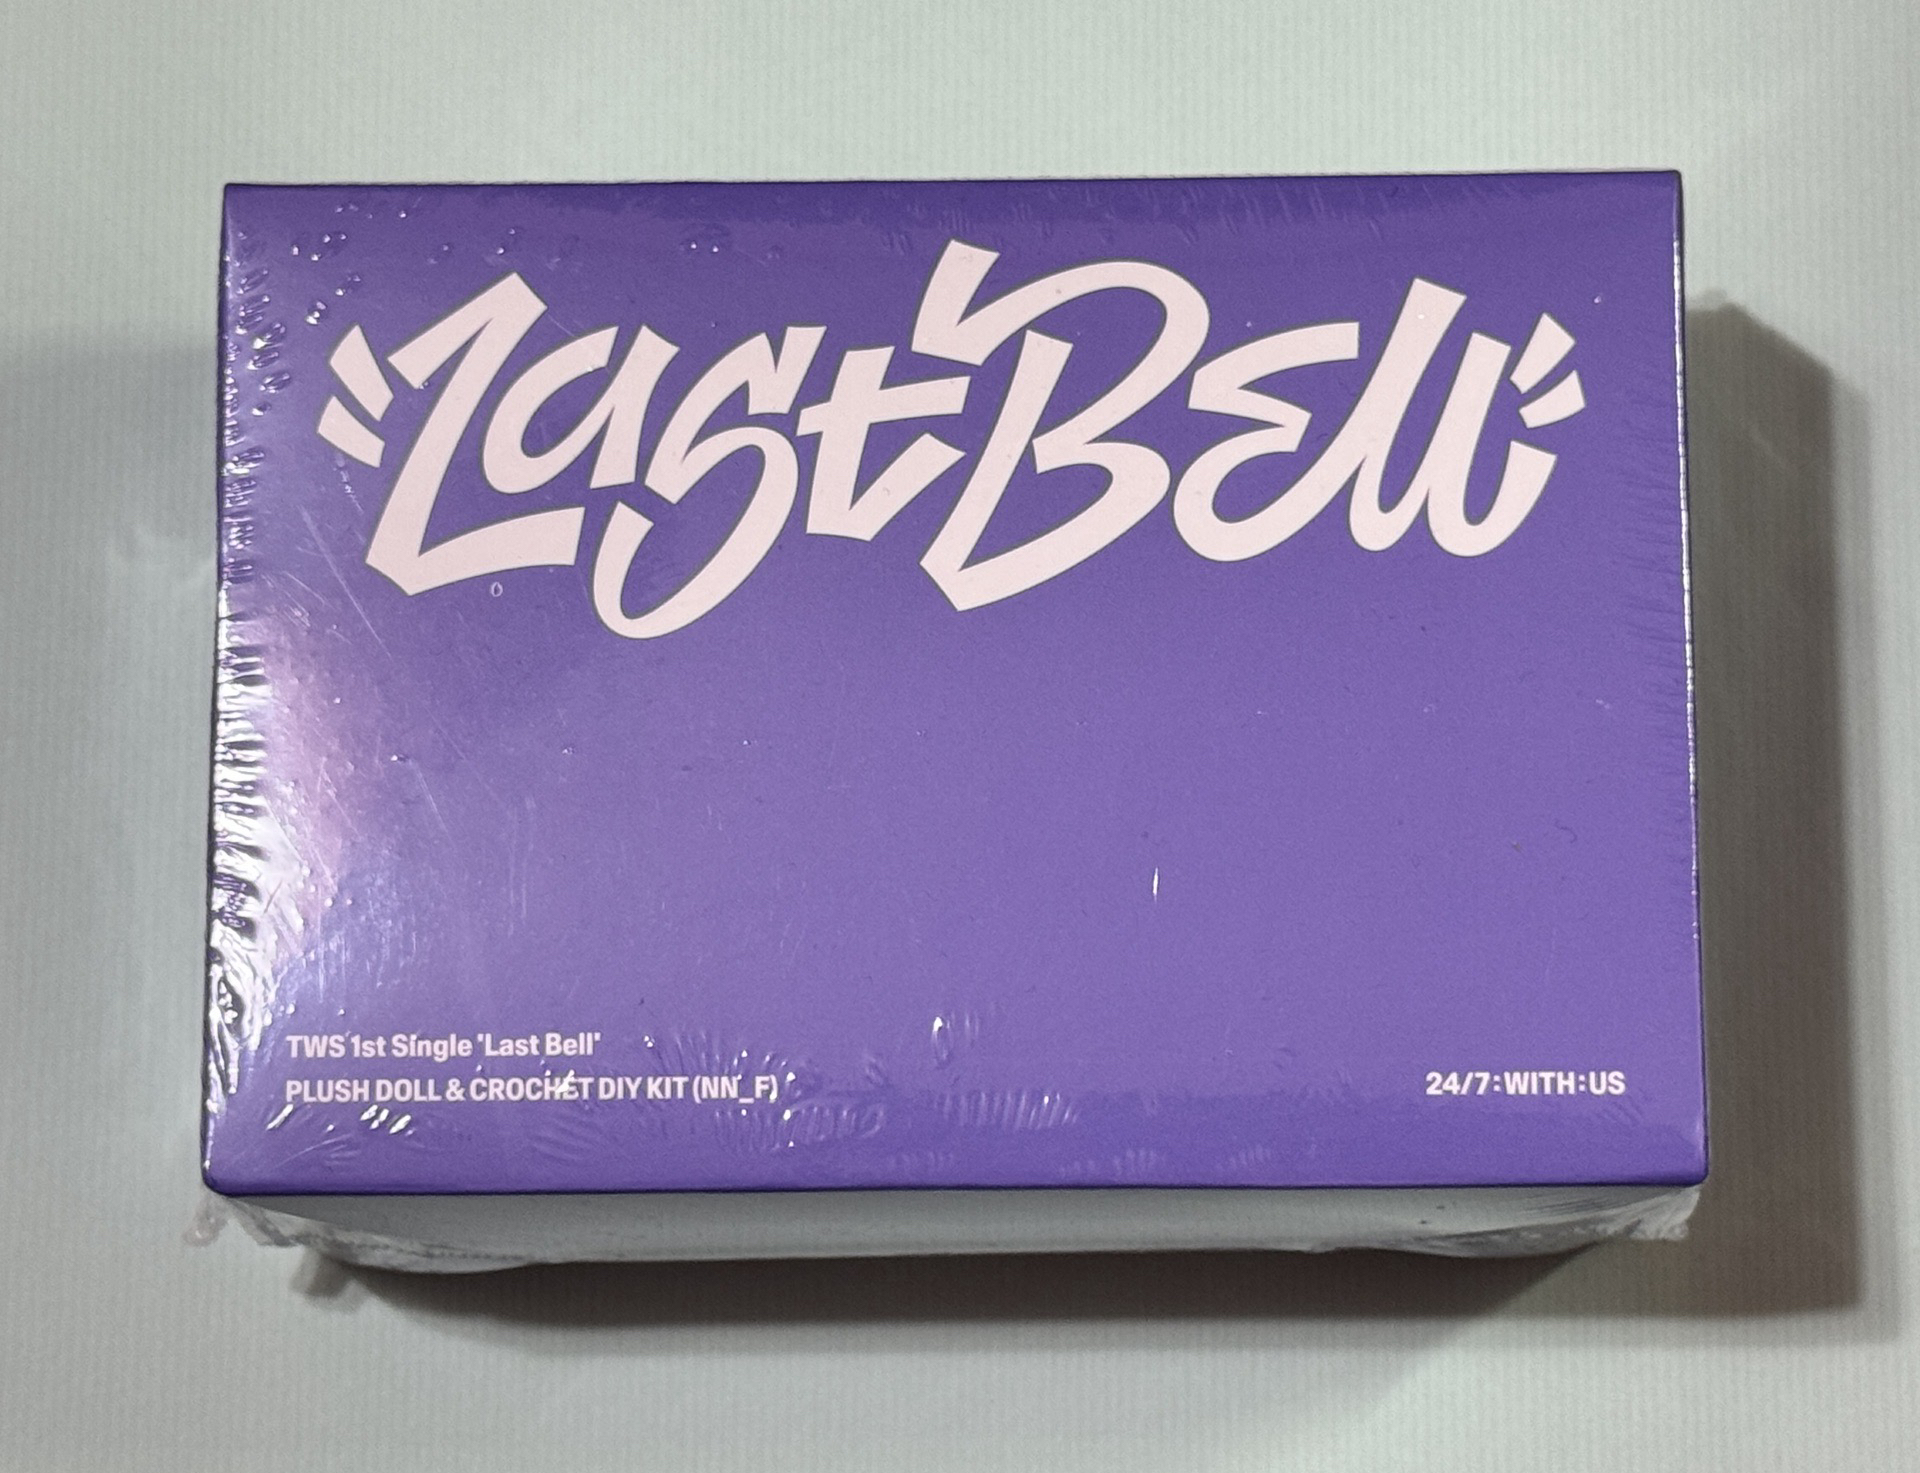 Last Bell
TWS 1st Single 'Last Bell'
PLUSH DOLL & CROCHET DIY KIT (NN_F)
24/7:WITH:US